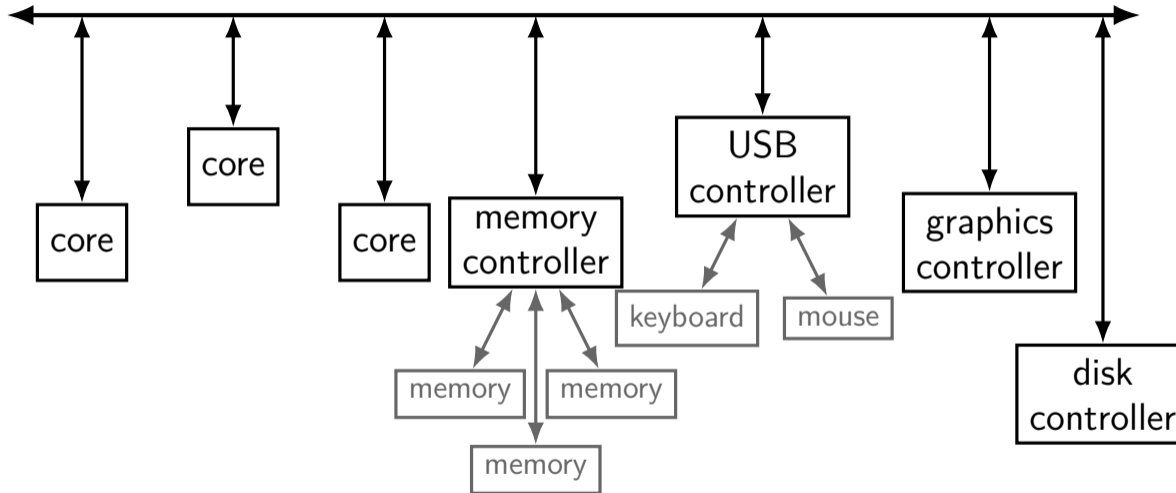 core
core
core
memory
controller
USB
controller
graphics
controller
keyboard
mouse
memory
memory
memory
disk
controller